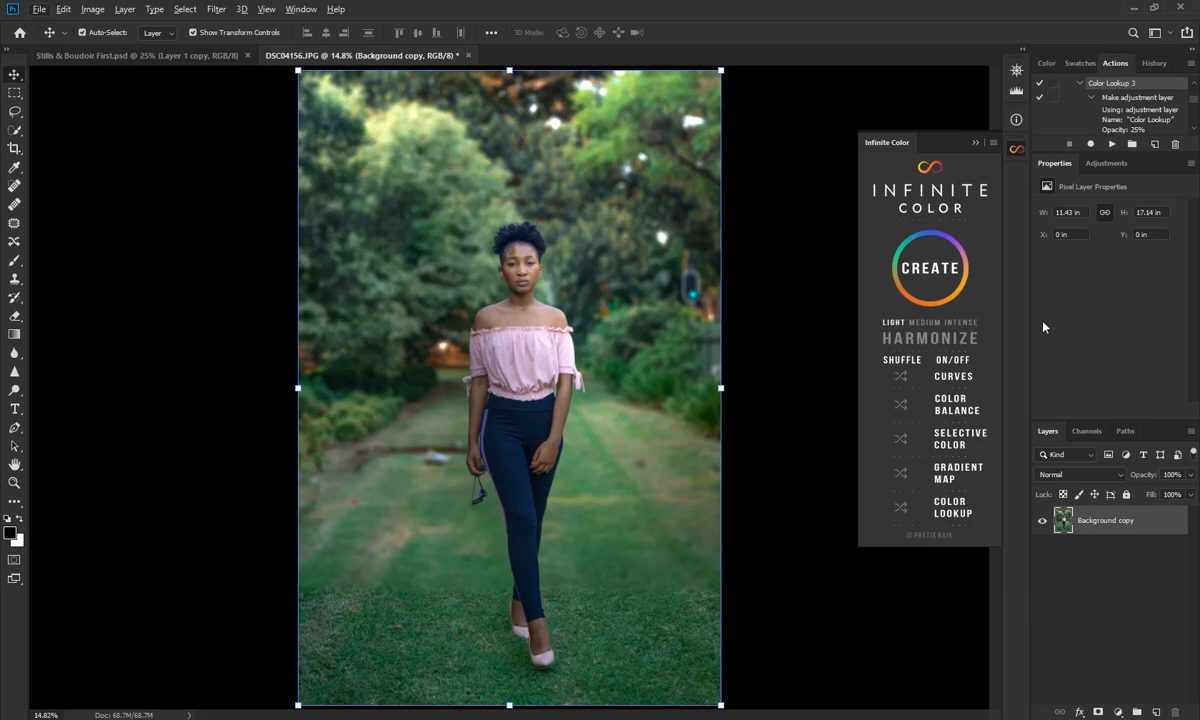 Ps File Edit Image Layer Type Select Filter 3D View Window Help
Auto-Select: Layer Show Transform Controls 3D Mode:
Stills & Boudoir First.psd @ 25% (Layer 1 copy, RGB/8) × DSC04156.JPG @ 14.8% (Background copy, RGB/8) * ×
Color Swatches Actions History
Color Lookup 3
Make adjustment layer
Using: adjustment layer
Name: "Color Lookup"
Opacity: 25%
Infinite Color
INFINITE
COLOR
CREATE
LIGHT MEDIUM INTENSE
HARMONIZE
SHUFFLE ON/OFF
CURVES
COLOR
BALANCE
SELECTIVE
COLOR
GRADIENT
MAP
COLOR
LOOKUP
© PRATIK NAIK
Properties Adjustments
Pixel Layer Properties
W: 11.43 in H: 17.14 in
X: 0 in Y: 0 in
Layers Channels Paths
Kind
Normal Opacity: 100%
Lock: Fill: 100%
Background copy
14.82% Doc: 68.7M/68.7M